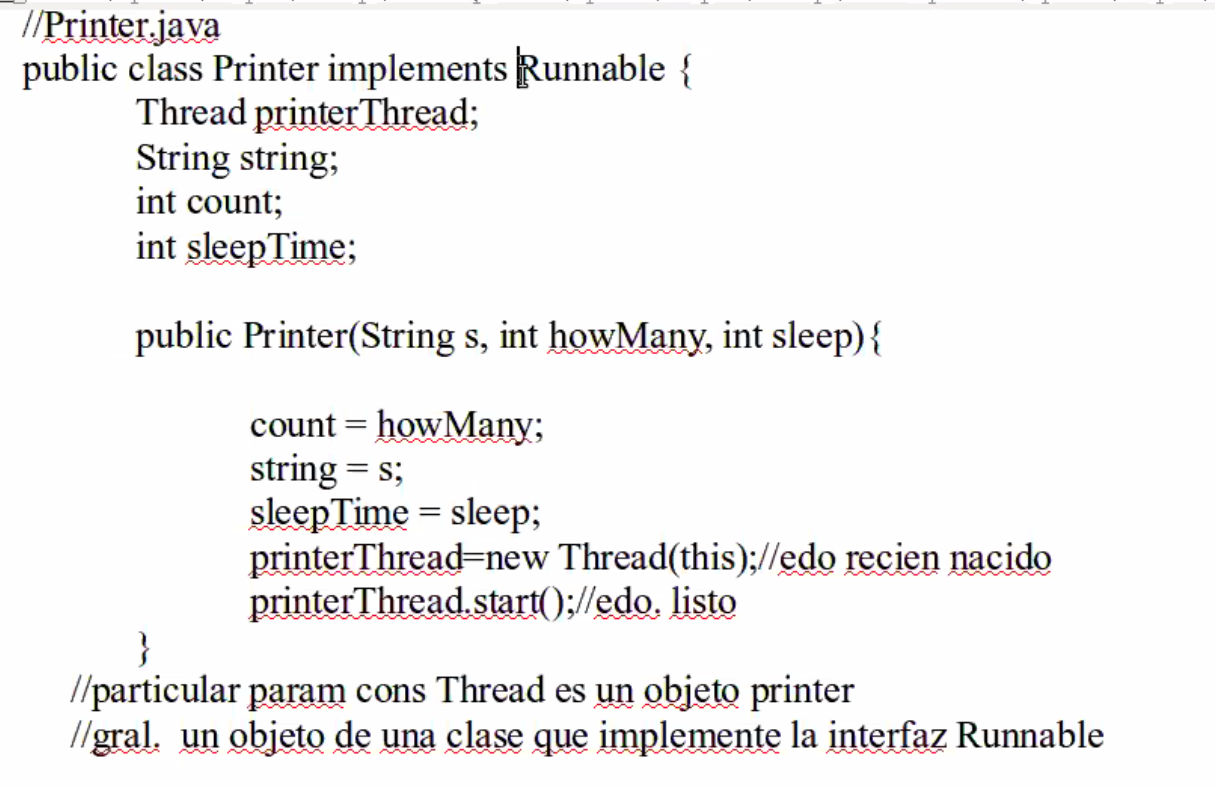 //Printer.java
public class Printer implements Runnable {
Thread printerThread;
String string;
int count;
int sleepTime;
public Printer(String s, int howMany, int sleep){
count = howMany;
string = s;
sleepTime = sleep;
printerThread=new Thread(this);//edo recien nacido
printerThread.start();//edo. listo
}
//particular param cons Thread es un objeto printer
//gral.  un objeto de una clase que implemente la interfaz Runnable